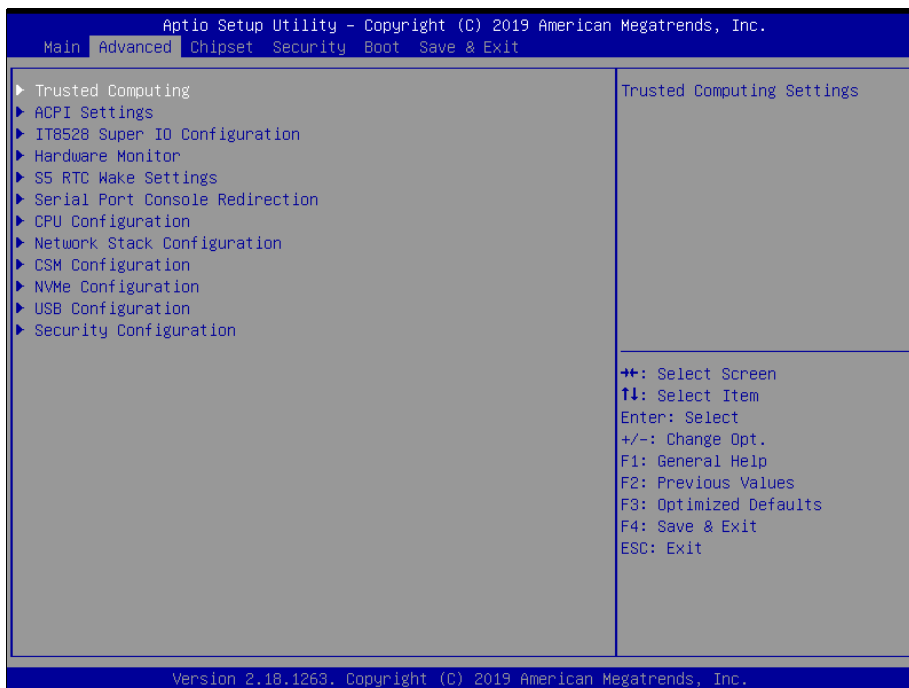 Aptio Setup Utility – Copyright (C) 2019 American Megatrends, Inc.
Main Advanced Chipset Security Boot Save & Exit
Trusted Computing
ACPI Settings
IT8528 Super IO Configuration
Hardware Monitor
S5 RTC Wake Settings
Serial Port Console Redirection
CPU Configuration
Network Stack Configuration
CSM Configuration
NVMe Configuration
USB Configuration
Security Configuration
Trusted Computing Settings
→←: Select Screen
↑↓: Select Item
Enter: Select
+/-: Change Opt.
F1: General Help
F2: Previous Values
F3: Optimized Defaults
F4: Save & Exit
ESC: Exit
Version 2.18.1263. Copyright (C) 2019 American Megatrends, Inc.